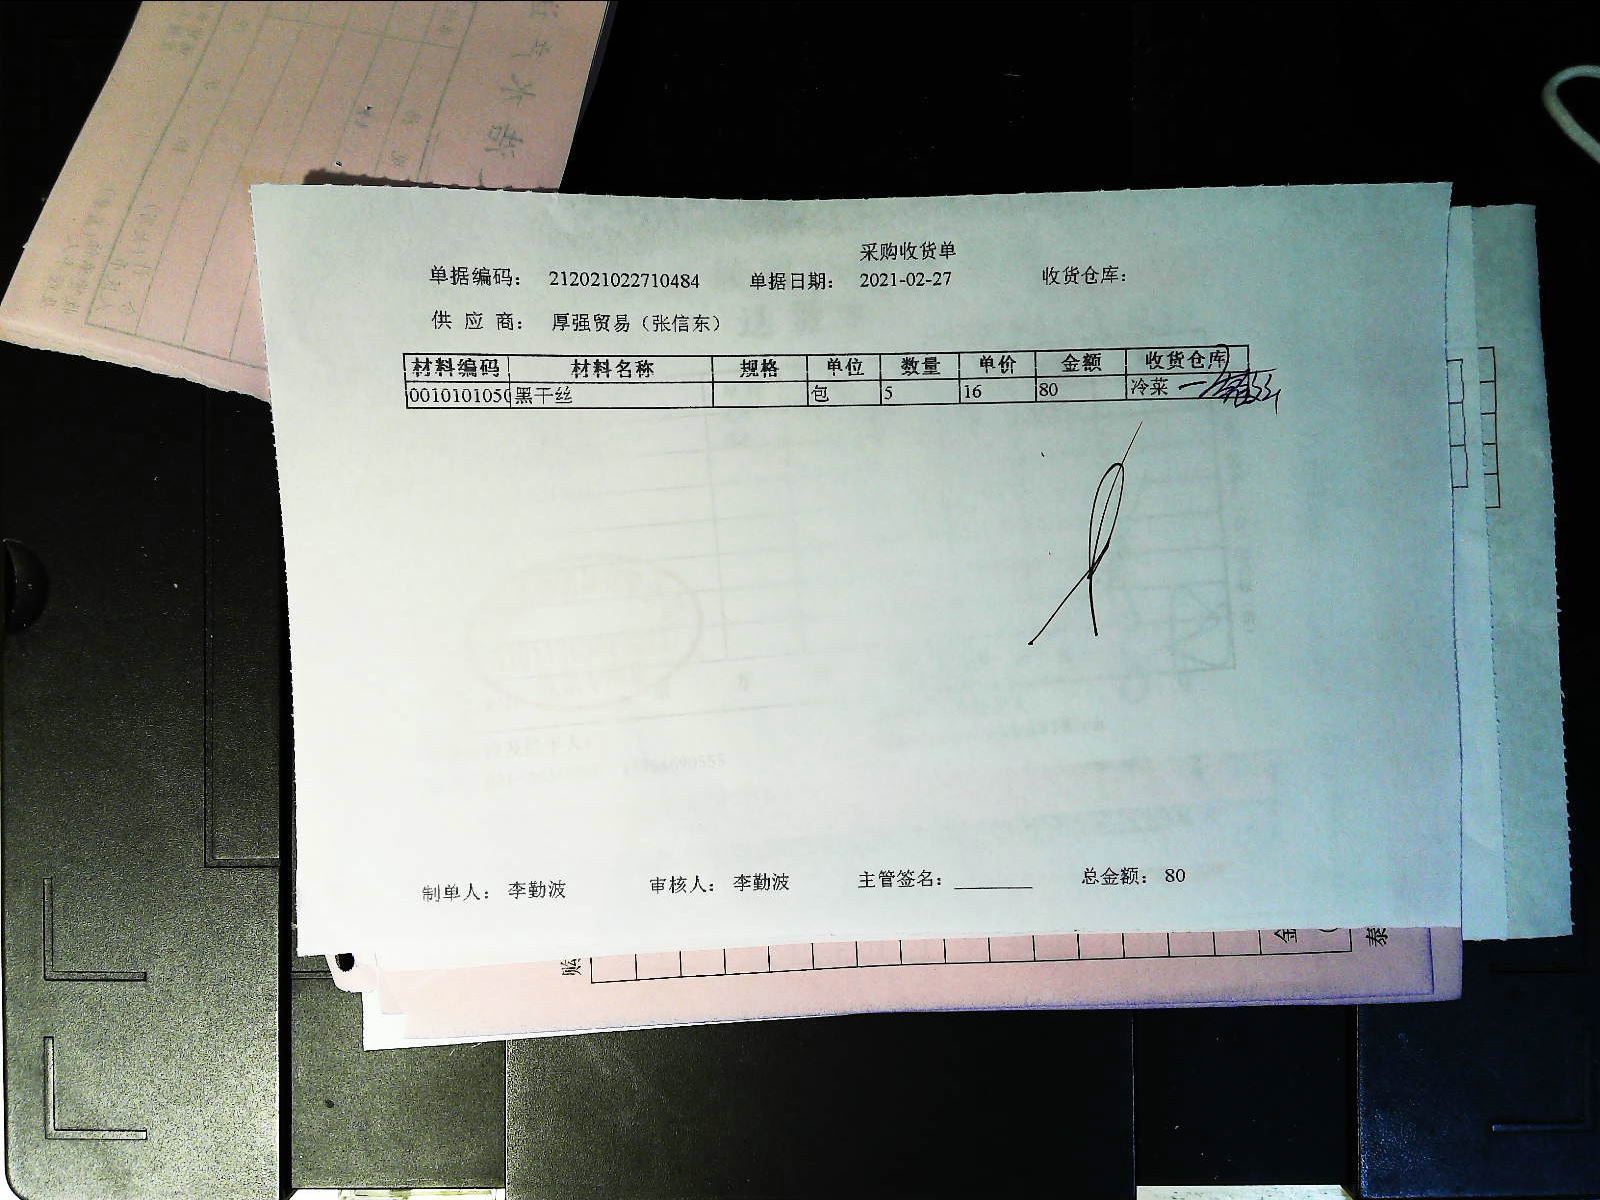 采购收货单
单据编码： 212021022710484 单据日期： 2021-02-27 收货仓库：
供 应 商： 厚强贸易（张信东）
材料编码 材料名称 规格 单位 数量 单价 金额 收货仓库
0010101050 黑干丝 包 5 16 80 冷菜
制单人： 李勤波 审核人： 李勤波 主管签名：________ 总金额： 80